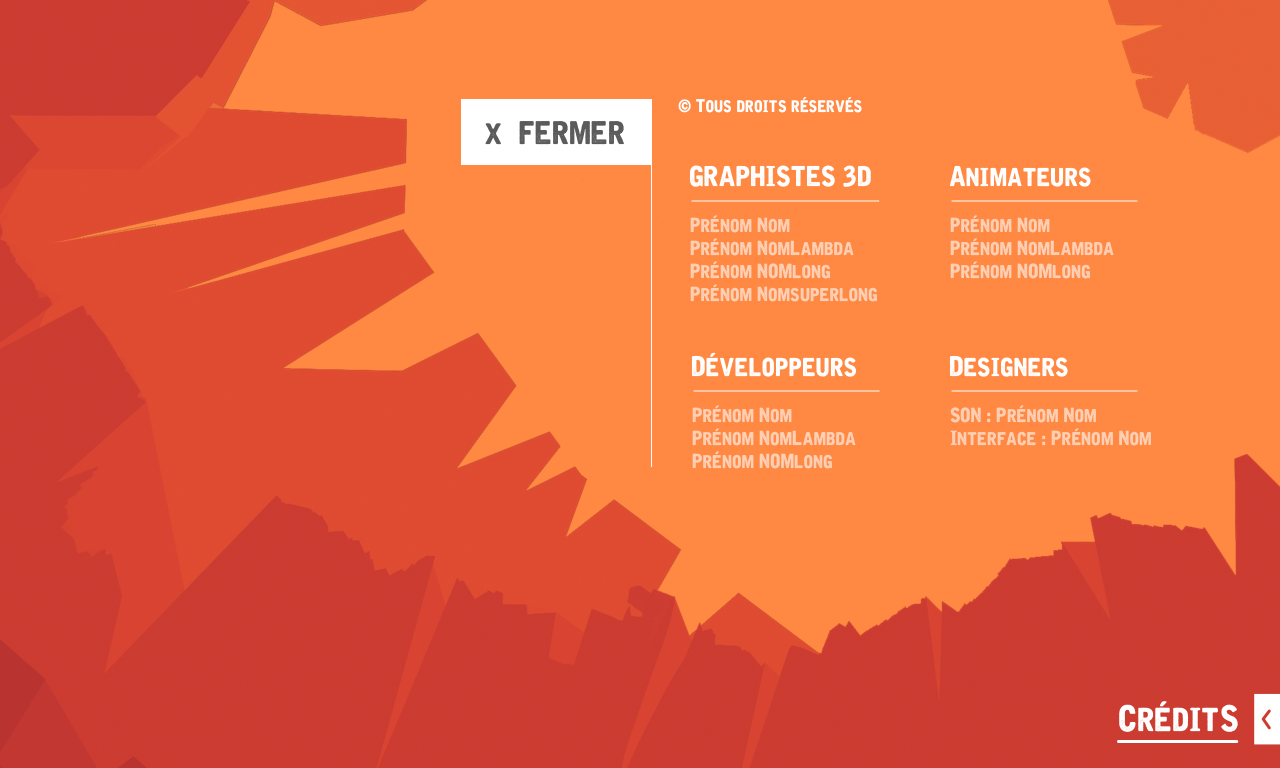 X FERMER
© Tous droits réservés
GRAPHISTES 3D
Prénom Nom
Prénom NomLambda
Prénom NOMlong
Prénom Nomsuperlong
Animateurs
Prénom Nom
Prénom NomLambda
Prénom NOMlong
Développeurs
Prénom Nom
Prénom NomLambda
Prénom NOMlong
Designers
SON : Prénom Nom
Interface : Prénom Nom
CréditS